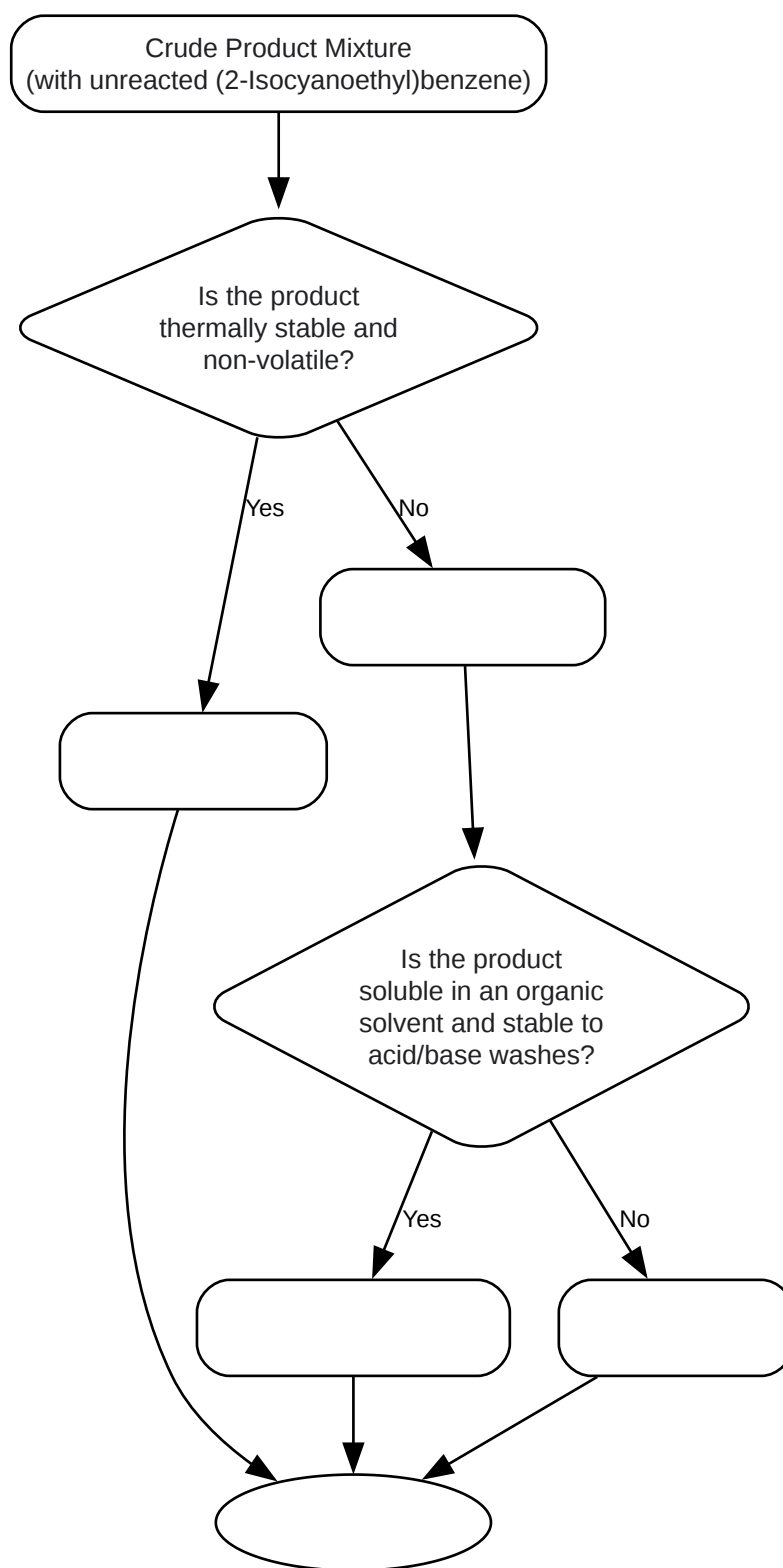 Crude Product Mixture
(with unreacted (2-Isocyanoethyl)benzene)
Is the product
thermally stable and
non-volatile?
Yes
No
Is the product
soluble in an organic
solvent and stable to
acid/base washes?
Yes
No